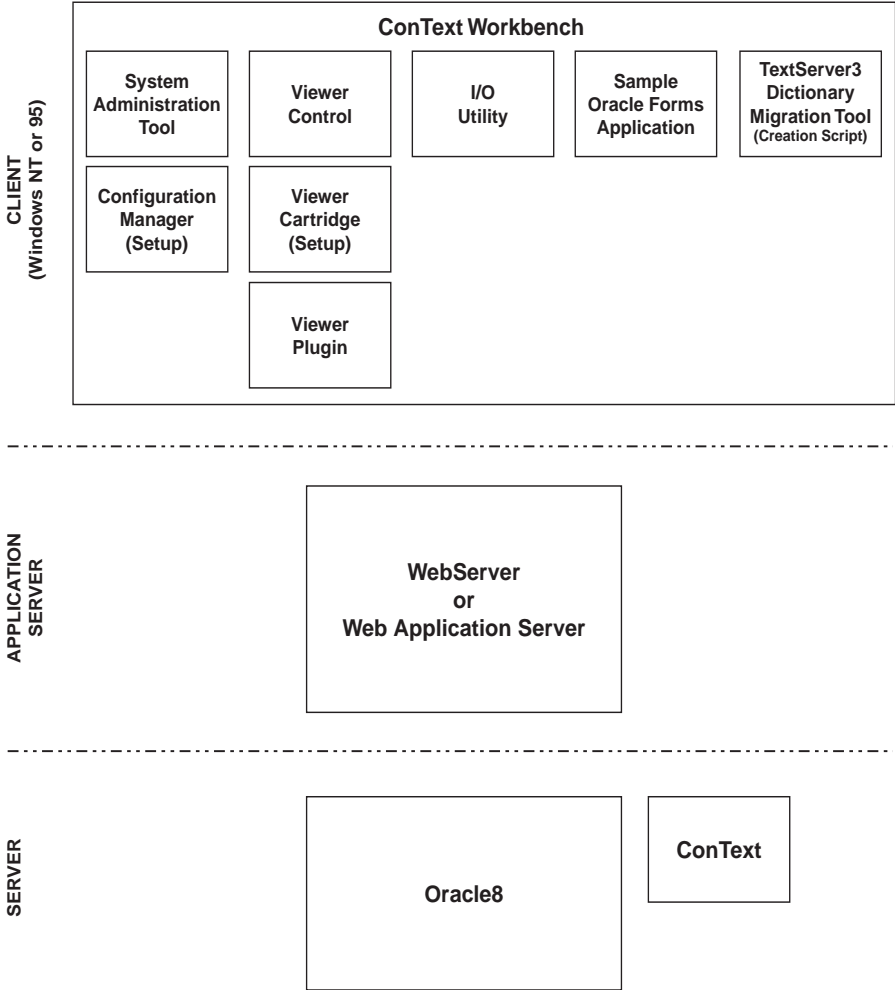 ConText Workbench
System
Administration
Tool
Viewer
Control
I/O
Utility
Sample
Oracle Forms
Application
TextServer3
Dictionary
Migration Tool
(Creation Script)
Configuration
Manager
(Setup)
Viewer
Cartridge
(Setup)
Viewer
Plugin
CLIENT
(Windows NT or 95)
APPLICATION
SERVER
WebServer
or
Web Application Server
SERVER
Oracle8
ConText